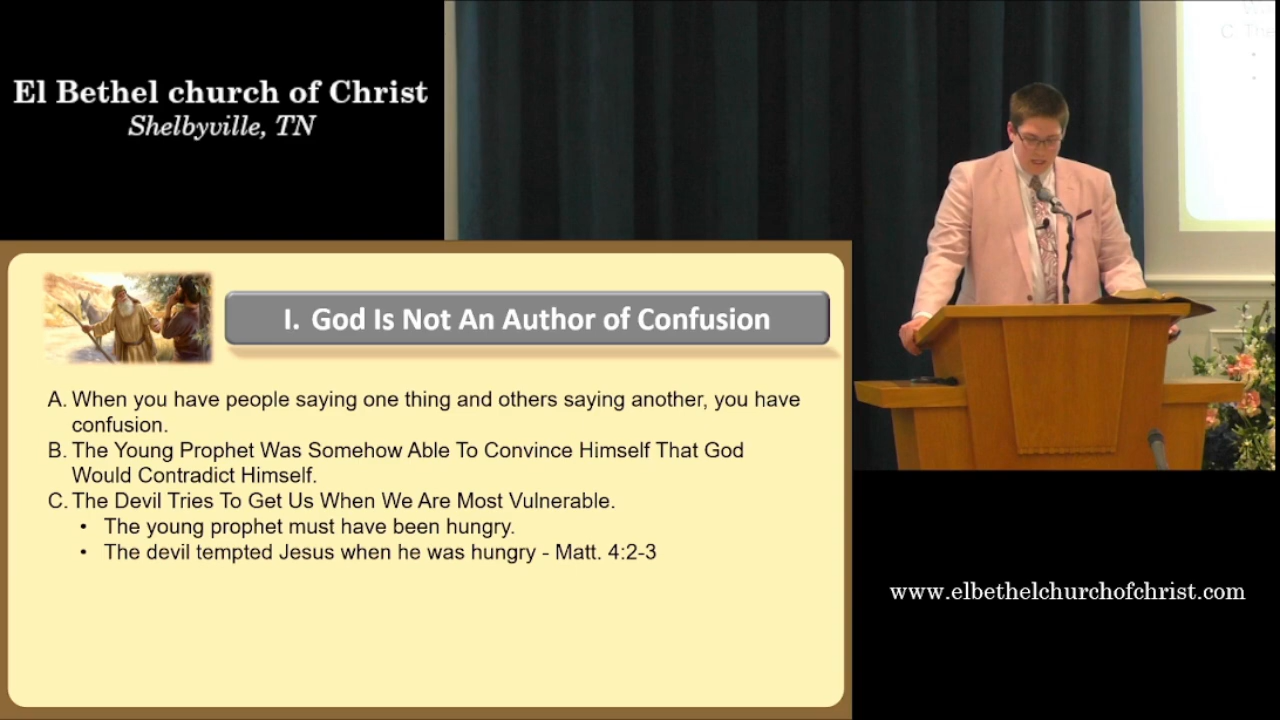 El Bethel church of Christ
Shelbyville, TN
I. God Is Not An Author of Confusion
A. When you have people saying one thing and others saying another, you have
confusion.
B. The Young Prophet Was Somehow Able To Convince Himself That God
Would Contradict Himself.
C. The Devil Tries To Get Us When We Are Most Vulnerable.
• The young prophet must have been hungry.
• The devil tempted Jesus when he was hungry - Matt. 4:2-3
www.elbethelchurchofchrist.com
C. The